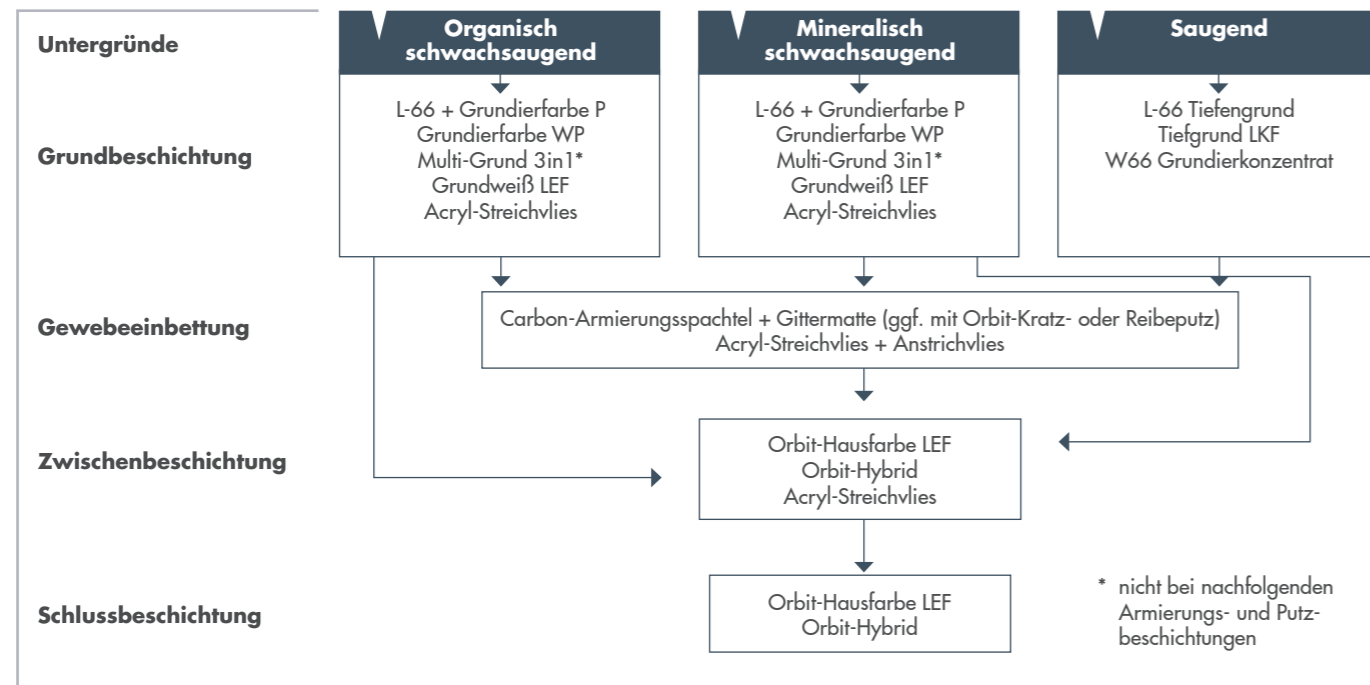 Untergründe
Organisch
schwachsaugend
Mineralisch
schwachsaugend
Saugend
Grundbeschichtung
L-66 + Grundierfarbe P
Grundierfarbe WP
Multi-Grund 3in1*
Grundweiß LEF
Acryl-Streichvlies
L-66 + Grundierfarbe P
Grundierfarbe WP
Multi-Grund 3in1*
Grundweiß LEF
Acryl-Streichvlies
L-66 Tiefengrund
Tiefgrund LKF
W66 Grundierkonzentrat
Gewebeeinbettung
Carbon-Armierungsspachtel + Gittermatte (ggf. mit Orbit-Kratz- oder Reibeputz)
Acryl-Streichvlies + Anstrichvlies
Zwischenbeschichtung
Orbit-Hausfarbe LEF
Orbit-Hybrid
Acryl-Streichvlies
Schlussbeschichtung
Orbit-Hausfarbe LEF
Orbit-Hybrid
* nicht bei nachfolgenden
Armierungs- und Putz-
beschichtungen